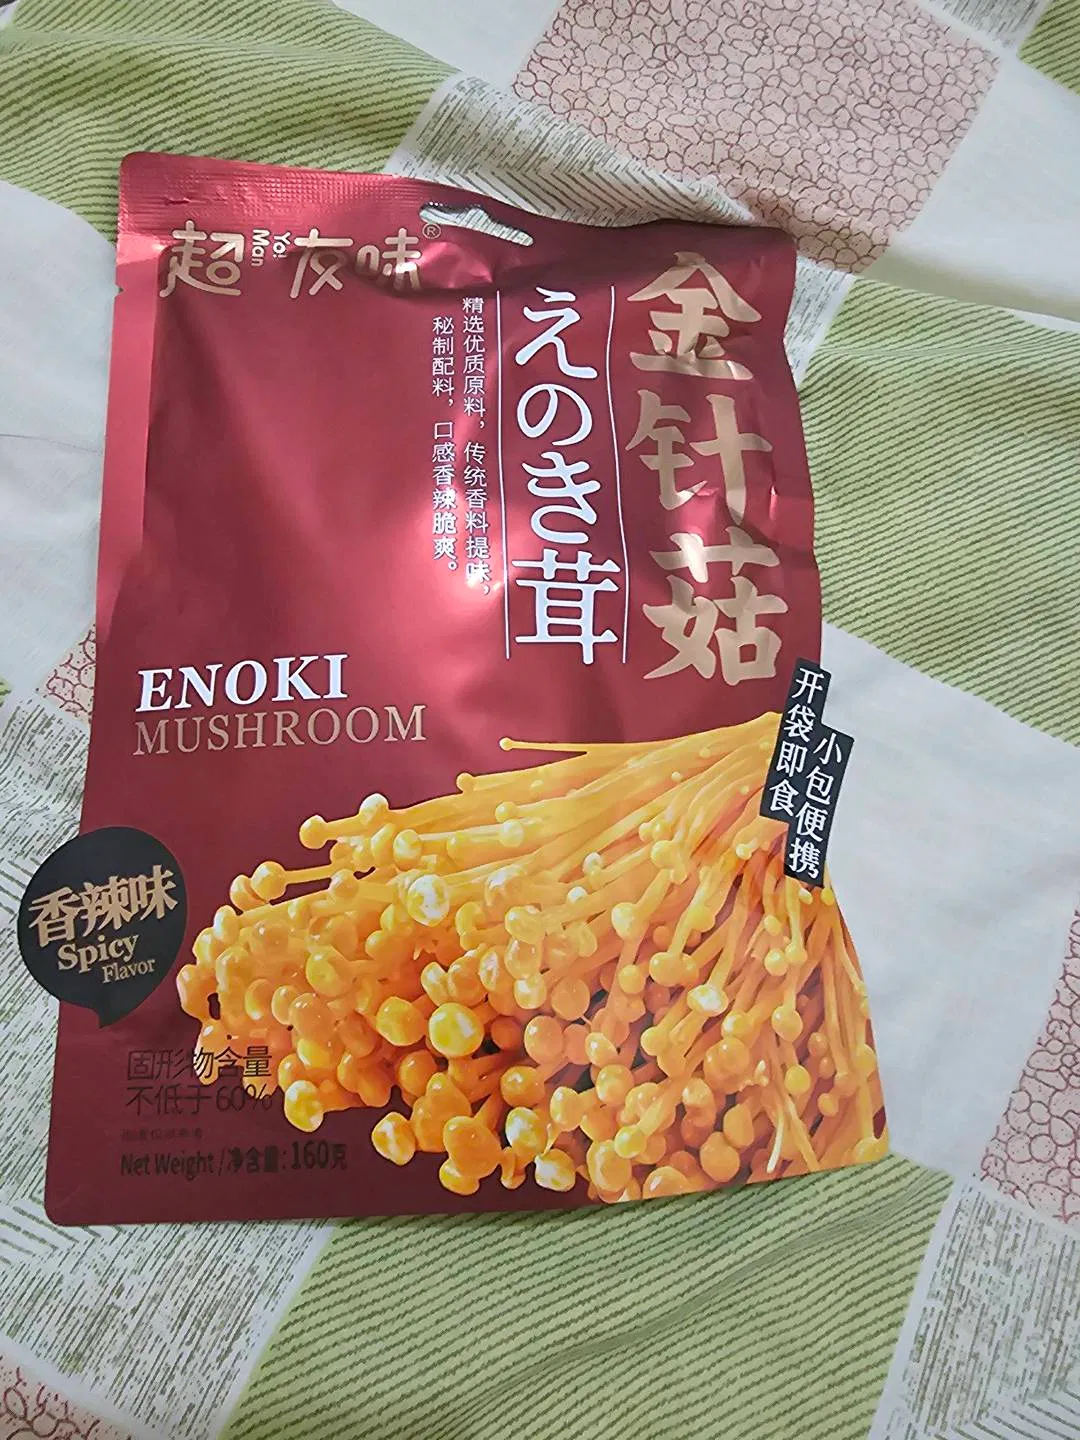 超友味®
Yo!
Man
金针菇
えのき茸
精选优质原料，传统香料提味，
秘制配料，口感香辣脆爽。
ENOKI
MUSHROOM
小包便携
开袋即食
香辣味
Spicy
Flavor
固形物含量
不低于60%
Net Weight/净含量:160克